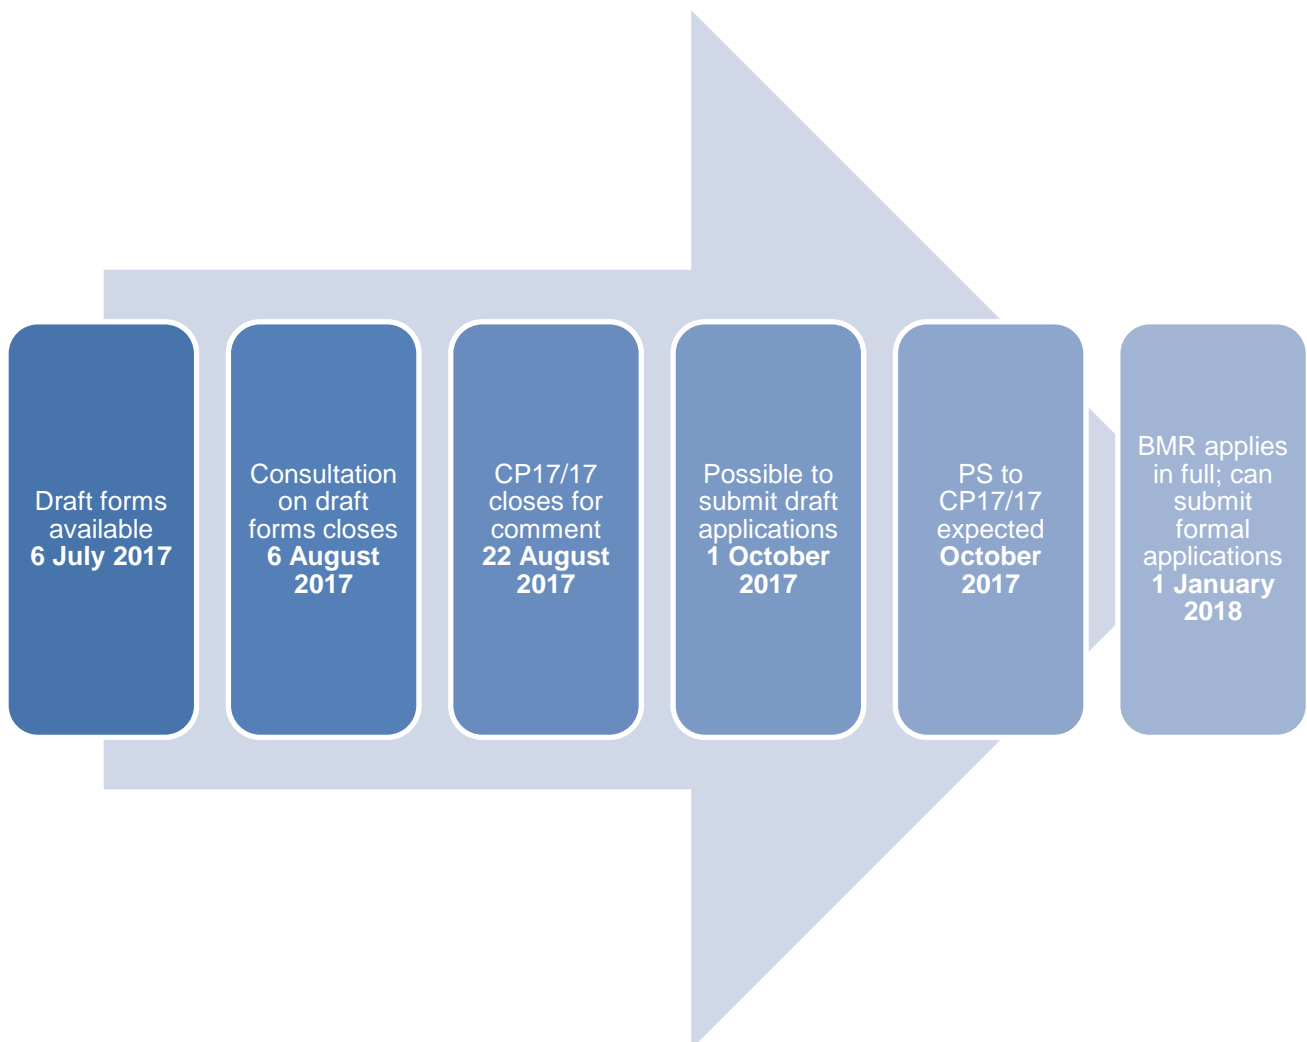 Draft forms
available
6 July 2017
Consultation
on draft
forms closes
6 August
2017
CP17/17
closes for
comment
22 August
2017
Possible to
submit draft
applications
1 October
2017
PS to
CP17/17
expected
October
2017
BMR applies
in full; can
submit
formal
applications
1 January
2018